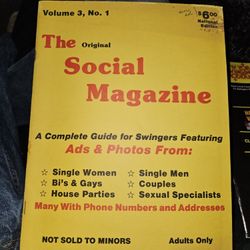 Volume 3, No. 1
$6.00
National
Edition
The Original
Social
Magazine
A Complete Guide for Swingers Featuring
Ads & Photos From:
☆ Single Women ☆ Single Men
☆ Bi's & Gays ☆ Couples
☆ House Parties ☆ Sexual Specialists
Many With Phone Numbers and Addresses
NOT SOLD TO MINORS Adults Only